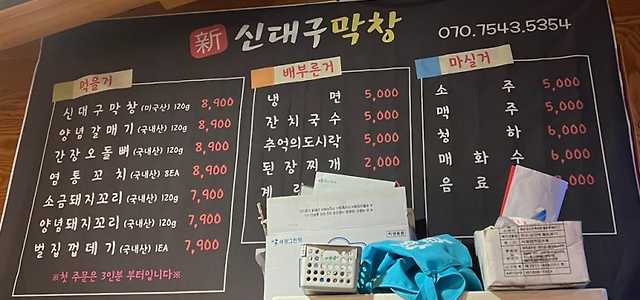 新 신대구막창
070.7543.5354
먹을거
신대구막창 (미국산) 120g 8,900
양념갈매기 (국내산) 120g 8,900
간장오돌뼈 (국내산) 120g 8,900
염통꼬치 (국내산) 8EA 8,900
소금돼지꼬리 (국내산) 120g 7,900
양념돼지꼬리 (국내산) 120g 7,900
벌집껍데기 (국내산) 1EA 7,900
※첫 주문은 3인분 부터입니다※
배부른거
냉면 5,000
잔치국수 5,000
추억의도시락 5,000
된장찌개 2,000
계란
마실거
소주 5,000
맥주 5,000
청하 6,000
매화수 6,000
음료 ,000